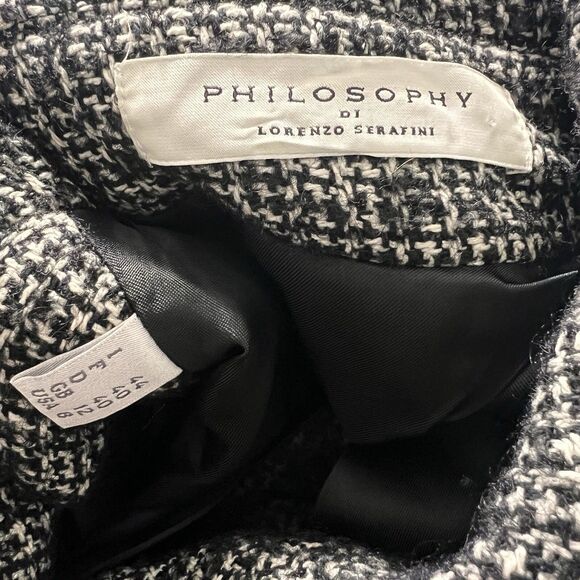 PHILOSOPHY
DI
LORENZO SERAFINI
I 44
F 40
D 40
GB 12
USA 8